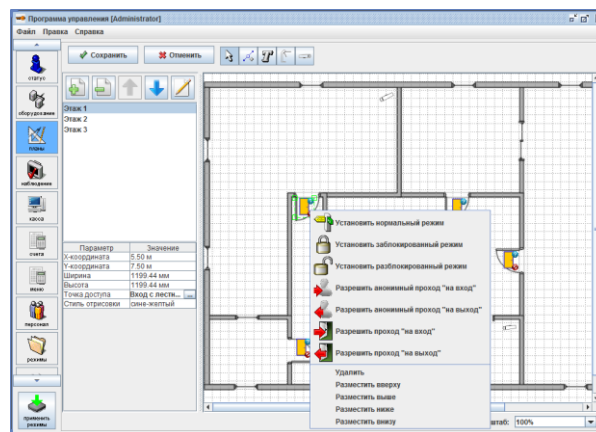 Программа управления [Administrator]
Файл Правка Справка
Сохранить
Отменить
статус
оборудование
планы
наблюдение
касса
счета
меню
персонал
режимы
применить
режимы
Этаж 1
Этаж 2
Этаж 3
Параметр Значение
X-координата 5.50 м
Y-координата 7.50 м
Ширина 1199.44 мм
Высота 1199.44 мм
Точка доступа Вход с лестн... ...
Стиль отрисовки сине-желтый
Установить нормальный режим
Установить заблокированный режим
Установить разблокированный режим
Разрешить анонимный проход "на вход"
Разрешить анонимный проход "на выход"
Разрешить проход "на вход"
Разрешить проход "на выход"
Удалить
Разместить вверху
Разместить выше
Разместить ниже
Разместить внизу
штаб: 100%